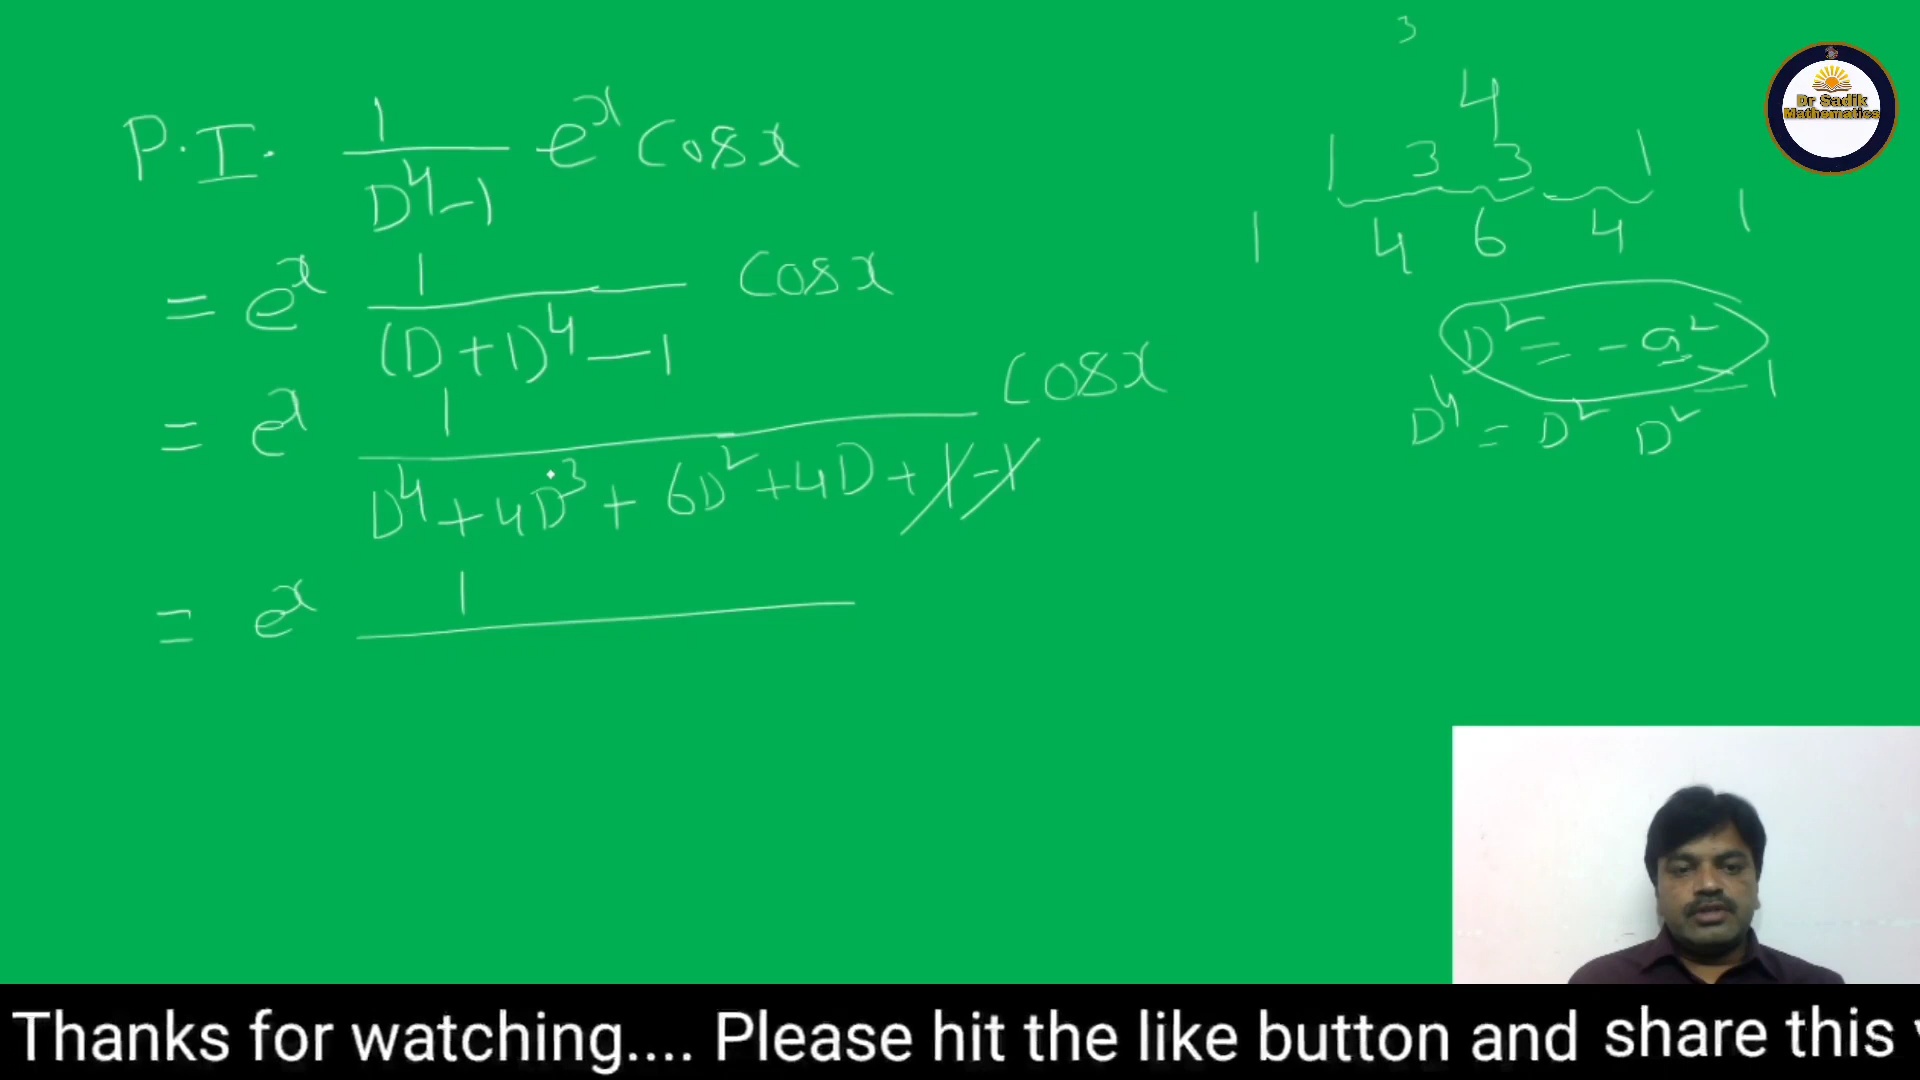 P.I. 1/(D⁴-1) eˣ Cos x
= eˣ 1/((D+1)⁴-1) Cos x
= eˣ 1/(D⁴+4D³+6D²+4D+1-1) Cos x
= eˣ 1
3
4
1 3 3 1
1 4 6 4 1
D² = -a² = 1
D⁴ = D² D²
Dr Sadik
Mathematics
Thanks for watching.... Please hit the like button and share this